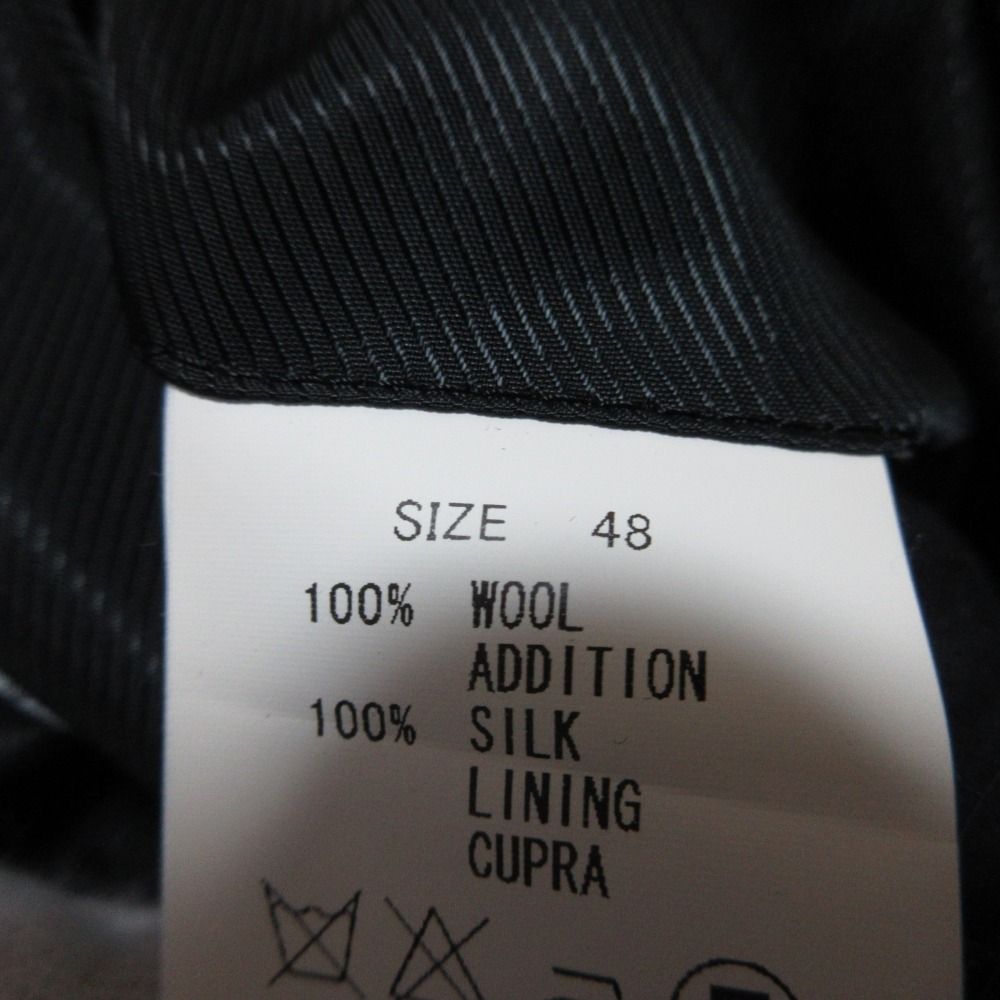 SIZE 48
100% WOOL
ADDITION
100% SILK
LINING
CUPRA